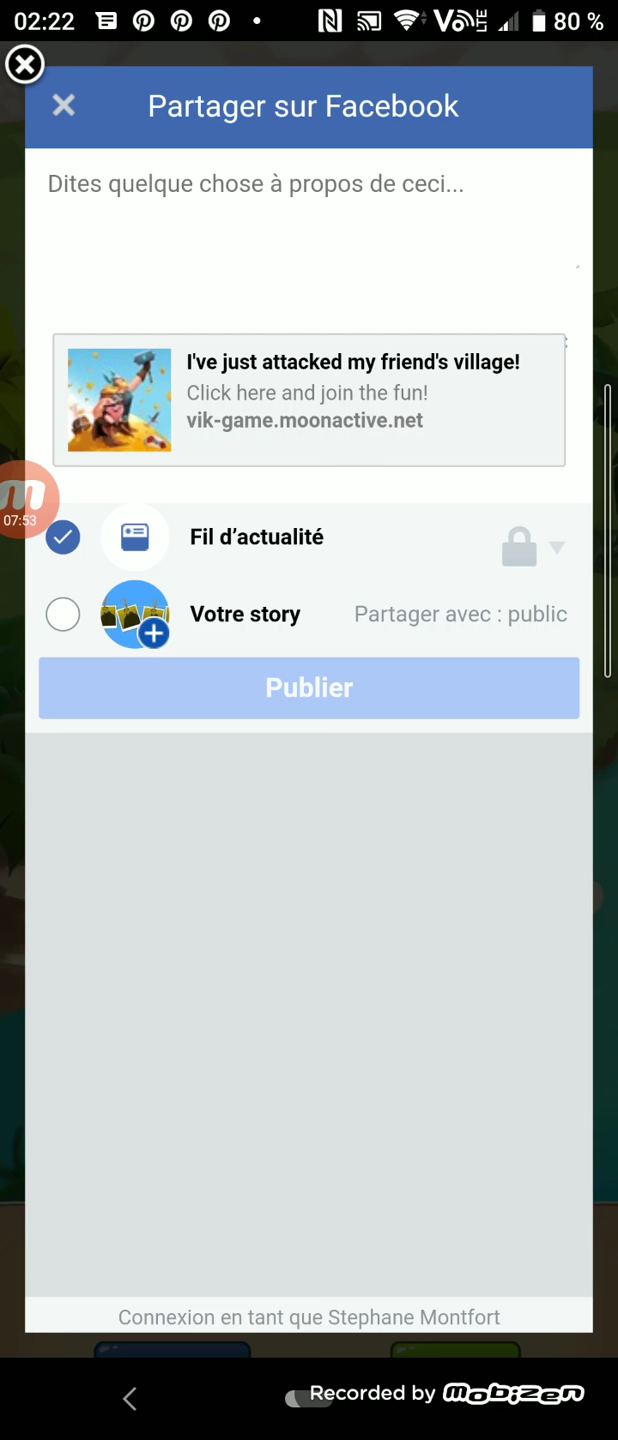 02:22
LTE
80 %
Partager sur Facebook
Dites quelque chose à propos de ceci...
I've just attacked my friend's village!
Click here and join the fun!
vik-game.moonactive.net
07:53
Fil d’actualité
Votre story
Partager avec : public
Publier
Connexion en tant que Stephane Montfort
Recorded by mobizen